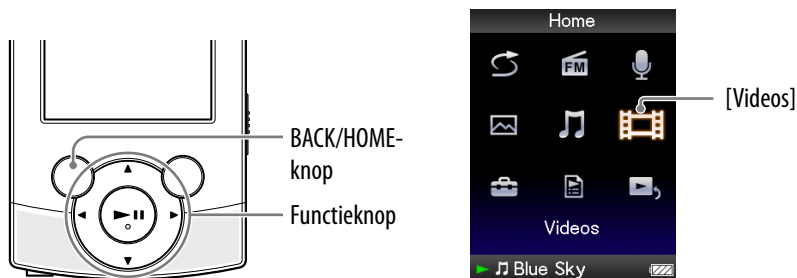 BACK/HOME-
knop
Functieknop
Home
FM
[Videos]
Videos
Blue Sky